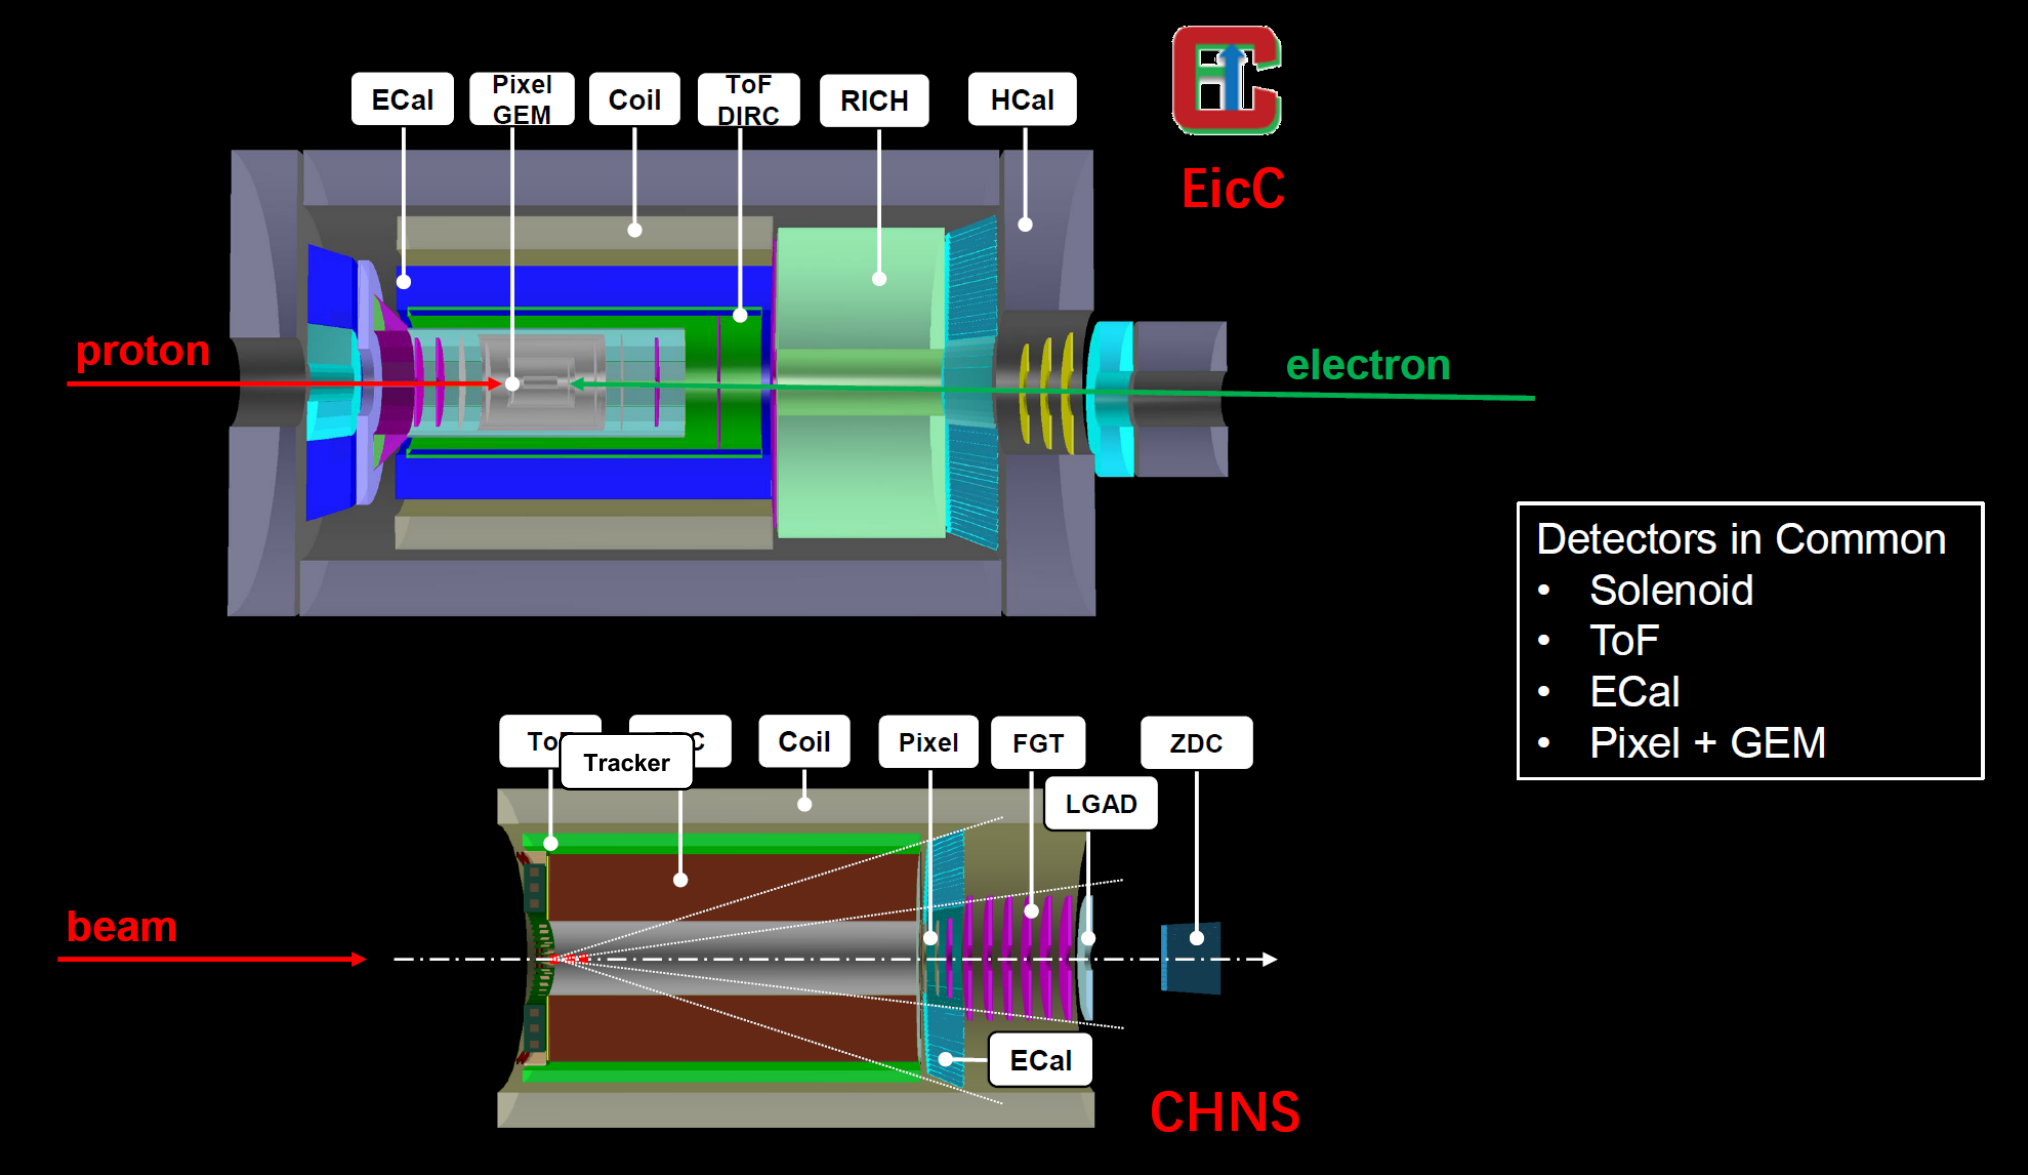 ECal
Pixel
GEM
Coil
ToF
DIRC
RICH
HCal
EicC
proton
electron
Detectors in Common
• Solenoid
• ToF
• ECal
• Pixel + GEM
Tracker
Coil
Pixel
FGT
ZDC
LGAD
beam
ECal
CHNS